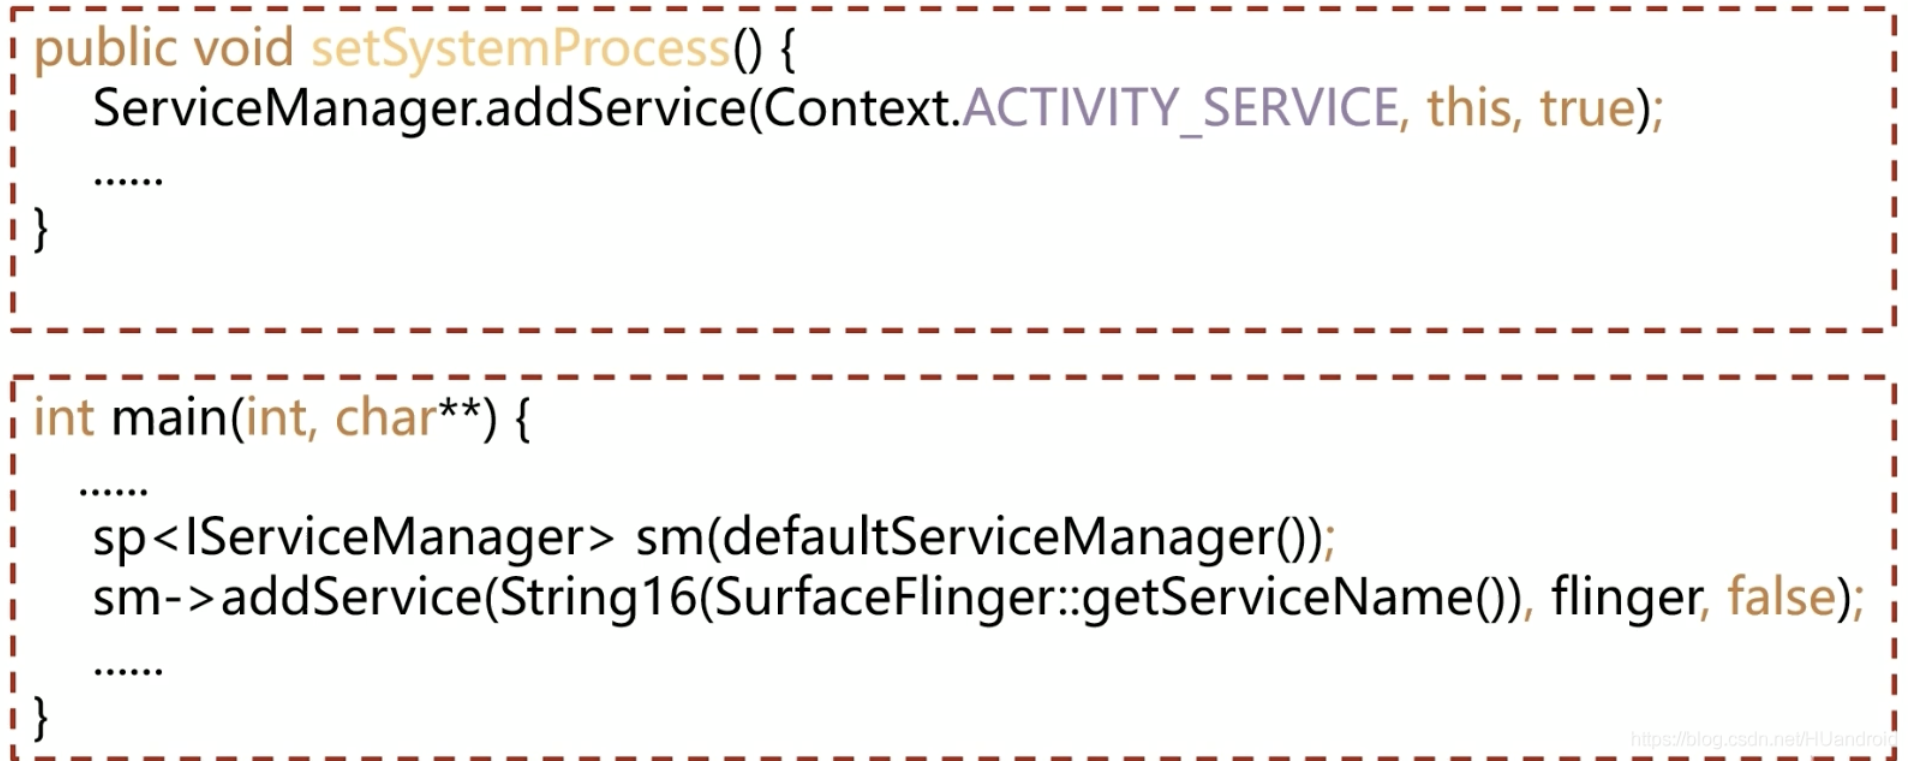 public void setSystemProcess() {
ServiceManager.addService(Context.ACTIVITY_SERVICE, this, true);
......
}
int main(int, char**) {
......
sp<IServiceManager> sm(defaultServiceManager());
sm->addService(String16(SurfaceFlinger::getServiceName()), flinger, false);
......
}
https://blog.csdn.net/HUandroid